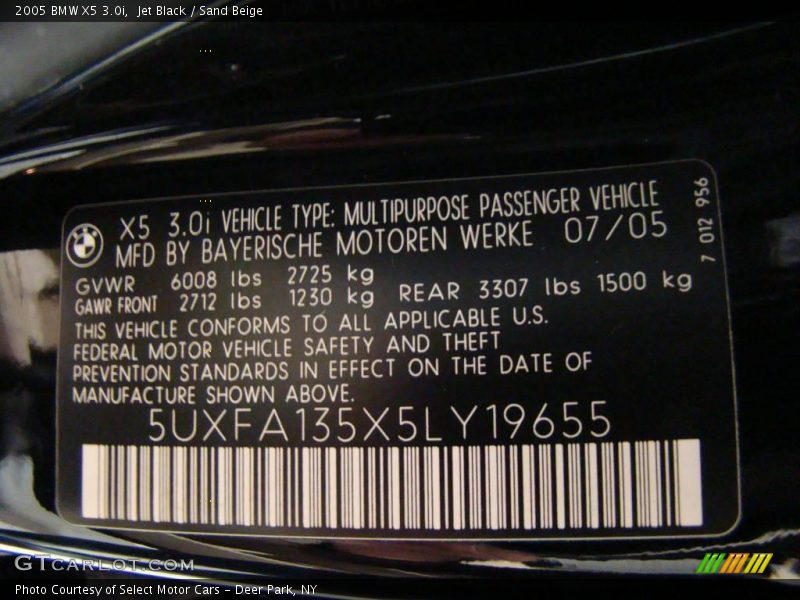 2005 BMW X5 3.0i, Jet Black / Sand Beige
X5 3.0i VEHICLE TYPE: MULTIPURPOSE PASSENGER VEHICLE
MFD BY BAYERISCHE MOTOREN WERKE 07/05
7 012 956
GVWR 6008 lbs 2725 kg
GAWR FRONT 2712 lbs 1230 kg REAR 3307 lbs 1500 kg
THIS VEHICLE CONFORMS TO ALL APPLICABLE U.S.
FEDERAL MOTOR VEHICLE SAFETY AND THEFT
PREVENTION STANDARDS IN EFFECT ON THE DATE OF
MANUFACTURE SHOWN ABOVE.
5UXFA135X5LY19655
GTCARLOT.COM
Photo Courtesy of Select Motor Cars - Deer Park, NY